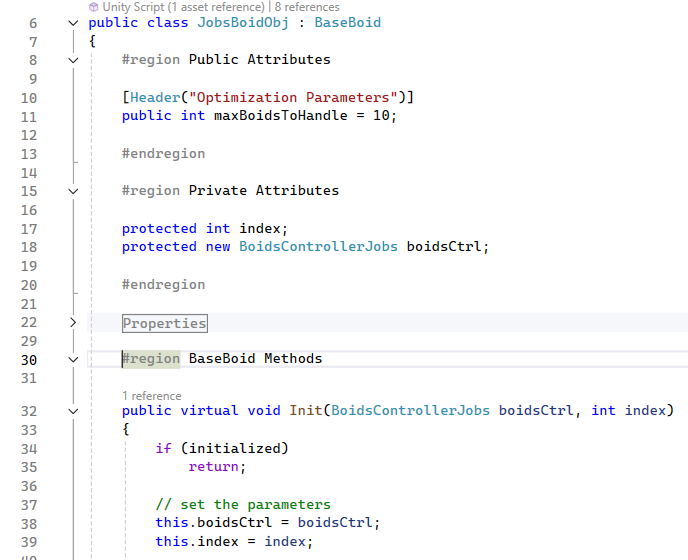 Unity Script (1 asset reference) | 8 references
6 public class JobsBoidObj : BaseBoid
7 {
8 #region Public Attributes
9
10 [Header("Optimization Parameters")]
11 public int maxBoidsToHandle = 10;
12
13 #endregion
14
15 #region Private Attributes
16
17 protected int index;
18 protected new BoidsControllerJobs boidsCtrl;
19
20 #endregion
21
22 Properties
29
30 #region BaseBoid Methods
31
1 reference
32 public virtual void Init(BoidsControllerJobs boidsCtrl, int index)
33 {
34 if (initialized)
35 return;
36
37 // set the parameters
38 this.boidsCtrl = boidsCtrl;
39 this.index = index;